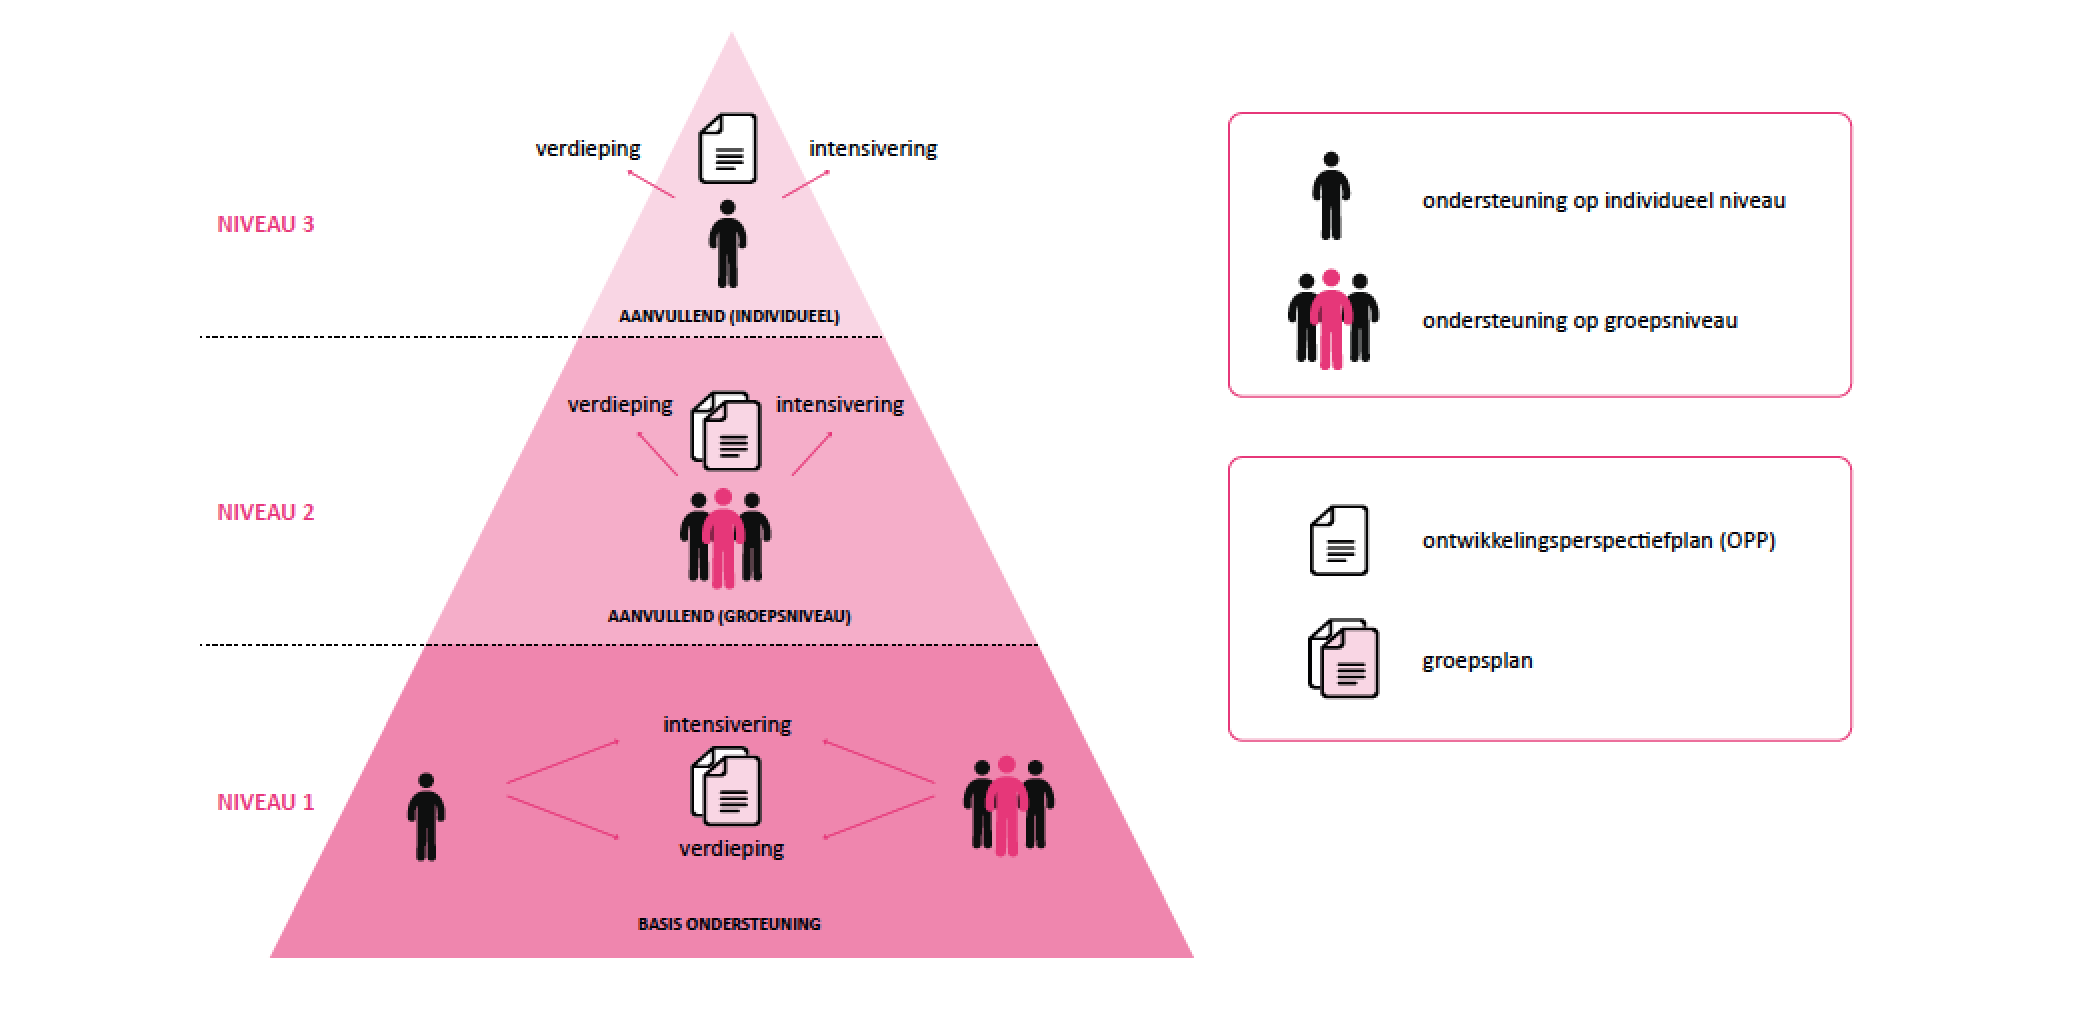 verdieping
intensivering
NIVEAU 3
AANVULLEND (INDIVIDUEEL)
verdieping
intensivering
NIVEAU 2
AANVULLEND (GROEPSNIVEAU)
intensivering
NIVEAU 1
verdieping
BASIS ONDERSTEUNING
ondersteuning op individueel niveau
ondersteuning op groepsniveau
ontwikkelingsperspectiefplan (OPP)
groepsplan